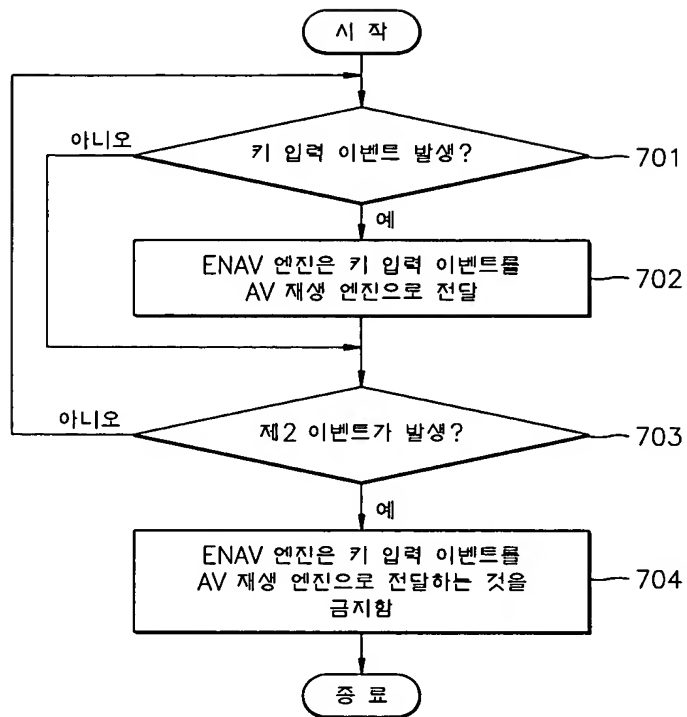 시 작
아니오
키 입력 이벤트 발생?
701
예
ENAV 엔진은 키 입력 이벤트를
AV 재생 엔진으로 전달
702
아니오
제2 이벤트가 발생?
703
예
ENAV 엔진은 키 입력 이벤트를
AV 재생 엔진으로 전달하는 것을
금지함
704
종 료